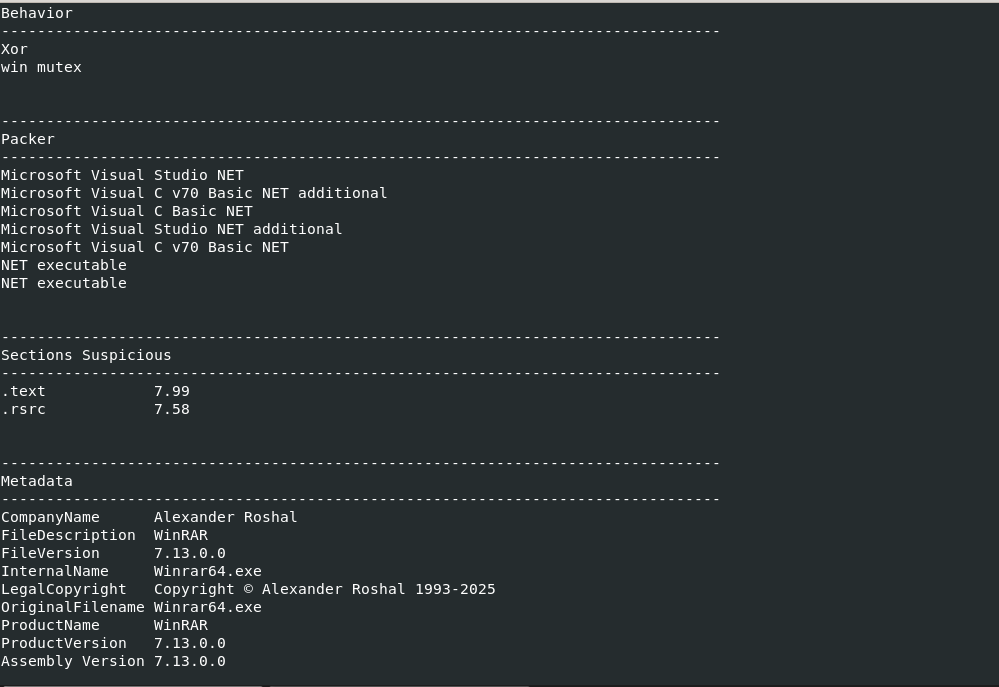 Behavior
--------------------------------------------------------------------------------
Xor
win mutex
--------------------------------------------------------------------------------
Packer
--------------------------------------------------------------------------------
Microsoft Visual Studio NET
Microsoft Visual C v70 Basic NET additional
Microsoft Visual C Basic NET
Microsoft Visual Studio NET additional
Microsoft Visual C v70 Basic NET
NET executable
NET executable
--------------------------------------------------------------------------------
Sections Suspicious
--------------------------------------------------------------------------------
.text            7.99
.rsrc            7.58
--------------------------------------------------------------------------------
Metadata
--------------------------------------------------------------------------------
CompanyName      Alexander Roshal
FileDescription  WinRAR
FileVersion      7.13.0.0
InternalName     Winrar64.exe
LegalCopyright   Copyright © Alexander Roshal 1993-2025
OriginalFilename Winrar64.exe
ProductName      WinRAR
ProductVersion   7.13.0.0
Assembly Version 7.13.0.0